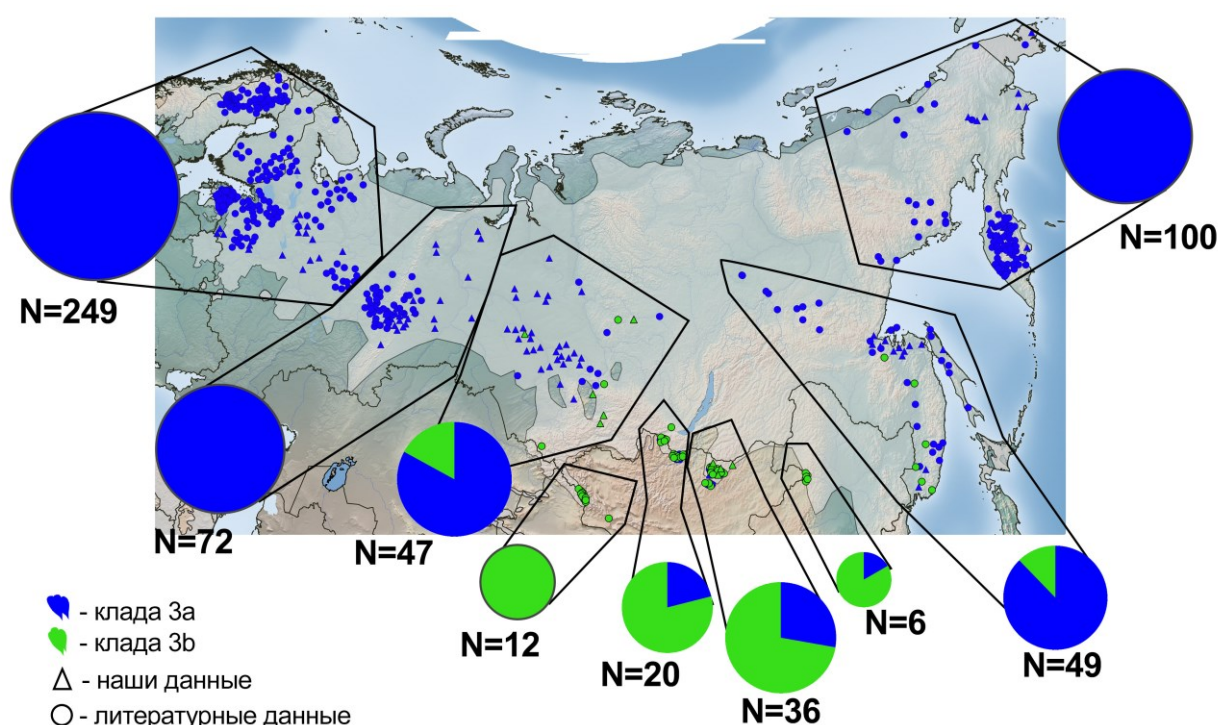 N=249
N=100
N=72
N=47
N=12
N=20
N=36
N=6
N=49
- клада 3a
- клада 3b
- наши данные
- литературные данные